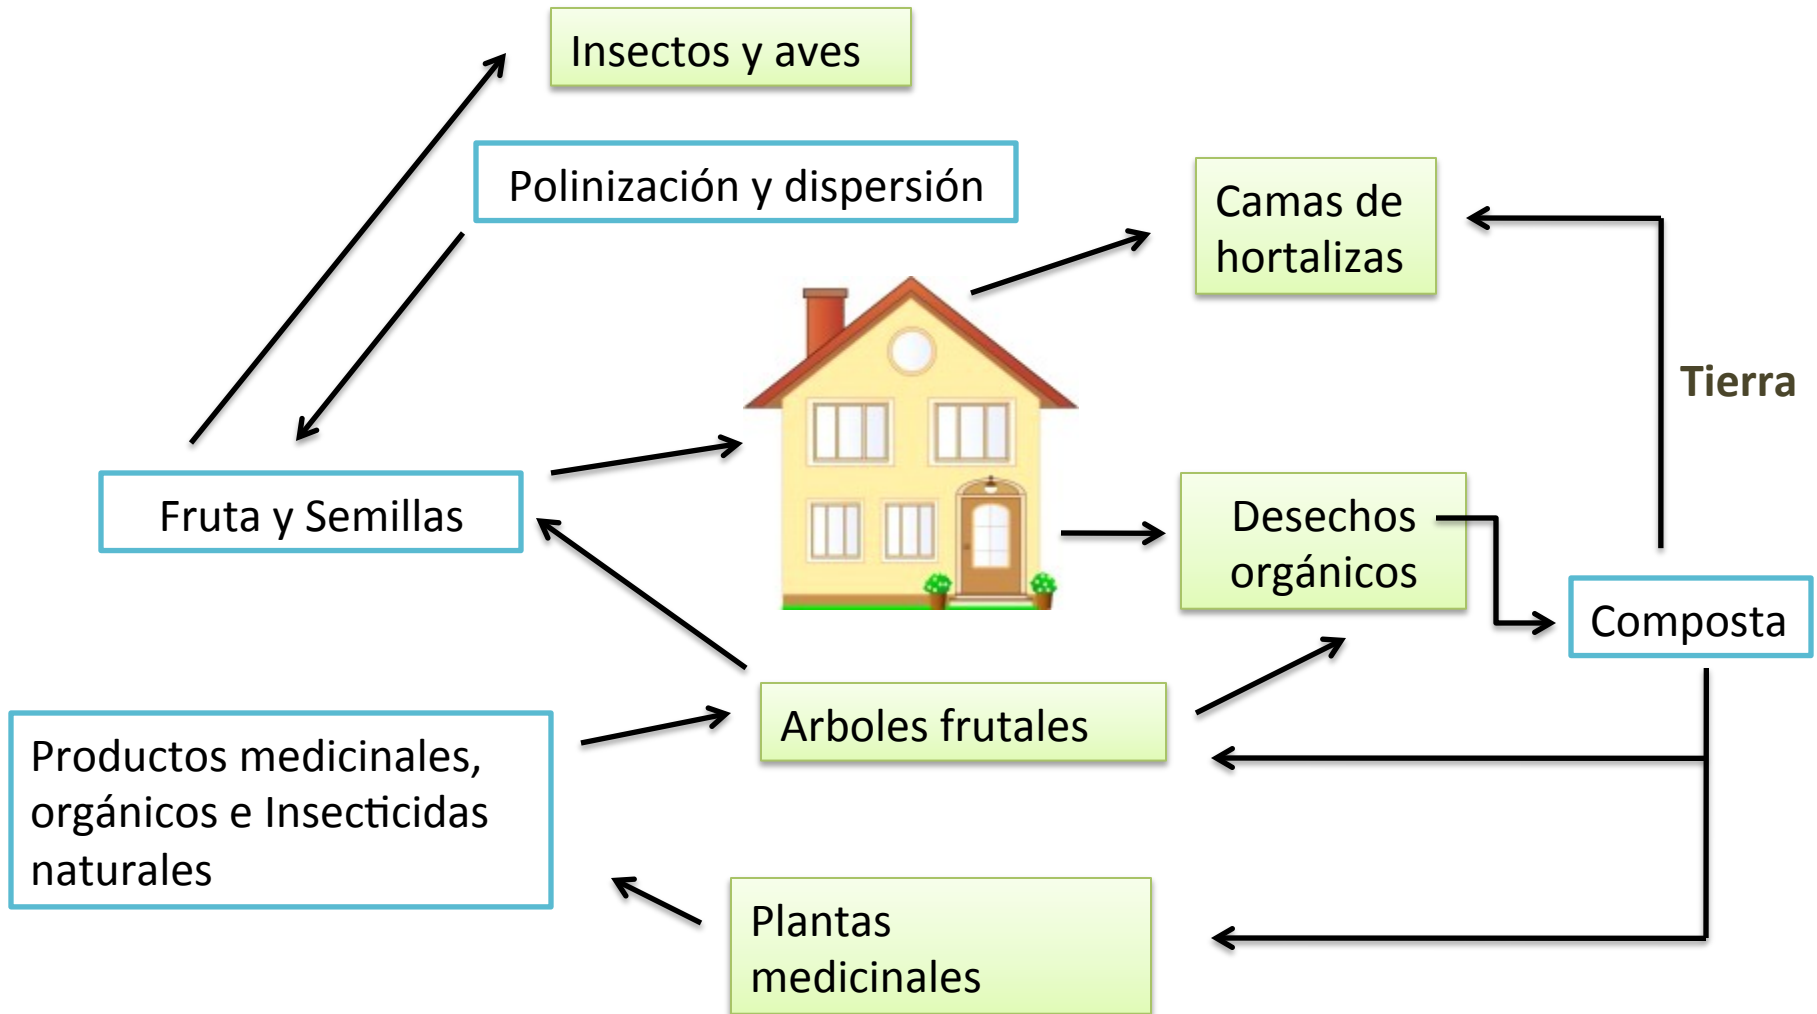 Insectos y aves
Polinización y dispersión
Camas de
hortalizas
Tierra
Fruta y Semillas
Desechos
orgánicos
Composta
Arboles frutales
Productos medicinales,
orgánicos e Insecticidas
naturales
Plantas
medicinales